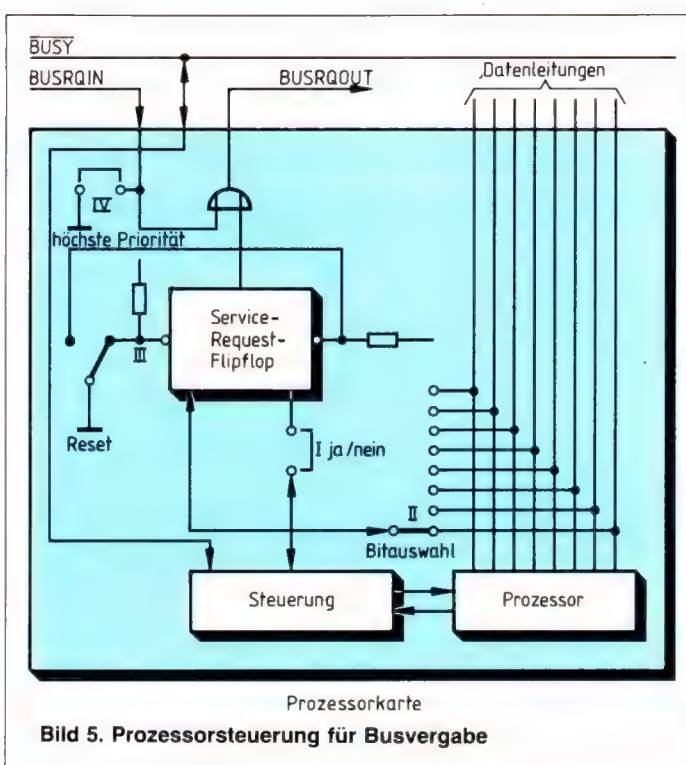 BUSY
BUSRQIN
BUSRQOUT
Datenleitungen
IV
höchste Priorität
Service-
Request-
Flipflop
III
Reset
I ja/nein
II
Bitauswahl
Steuerung
Prozessor
Prozessorkarte
Bild 5. Prozessorsteuerung für Busvergabe